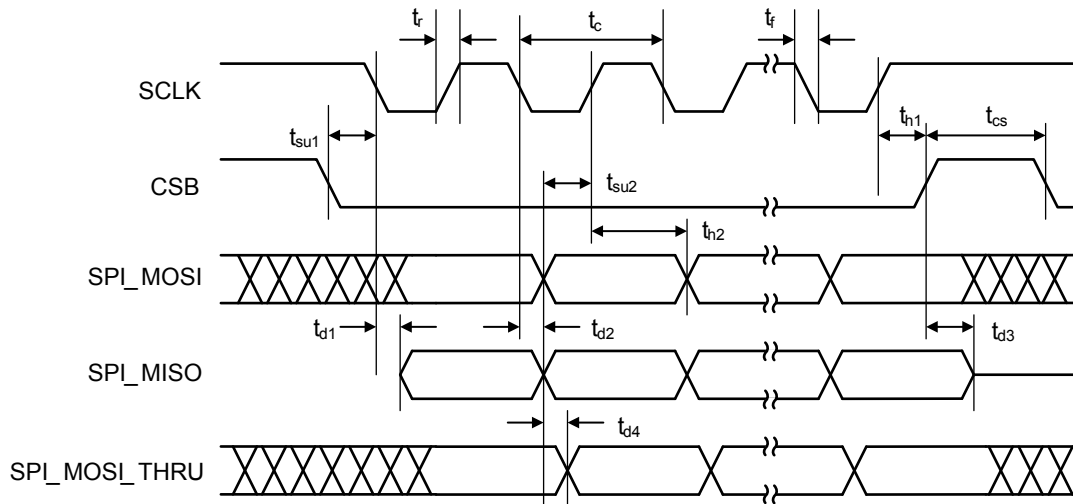 tr
tc
tf
SCLK
tsu1
th1
tcs
CSB
tsu2
th2
SPI_MOSI
td1
td2
td3
SPI_MISO
td4
SPI_MOSI_THRU